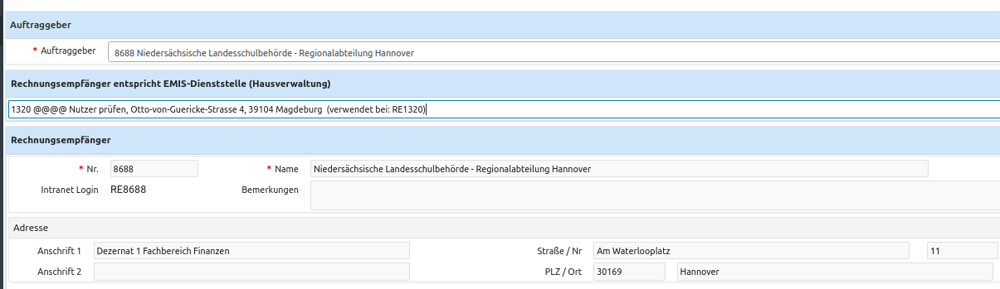 Auftraggeber
* Auftraggeber 8688 Niedersächsische Landesschulbehörde - Regionalabteilung Hannover
Rechnungsempfänger entspricht EMIS-Dienststelle (Hausverwaltung)
1320 @@@@ Nutzer prüfen, Otto-von-Guericke-Strasse 4, 39104 Magdeburg (verwendet bei: RE1320)
Rechnungsempfänger
* Nr. 8688 * Name Niedersächsische Landesschulbehörde - Regionalabteilung Hannover
Intranet Login RE8688 Bemerkungen
Adresse
Anschrift 1 Dezernat 1 Fachbereich Finanzen Straße / Nr Am Waterlooplatz 11
Anschrift 2 PLZ / Ort 30169 Hannover